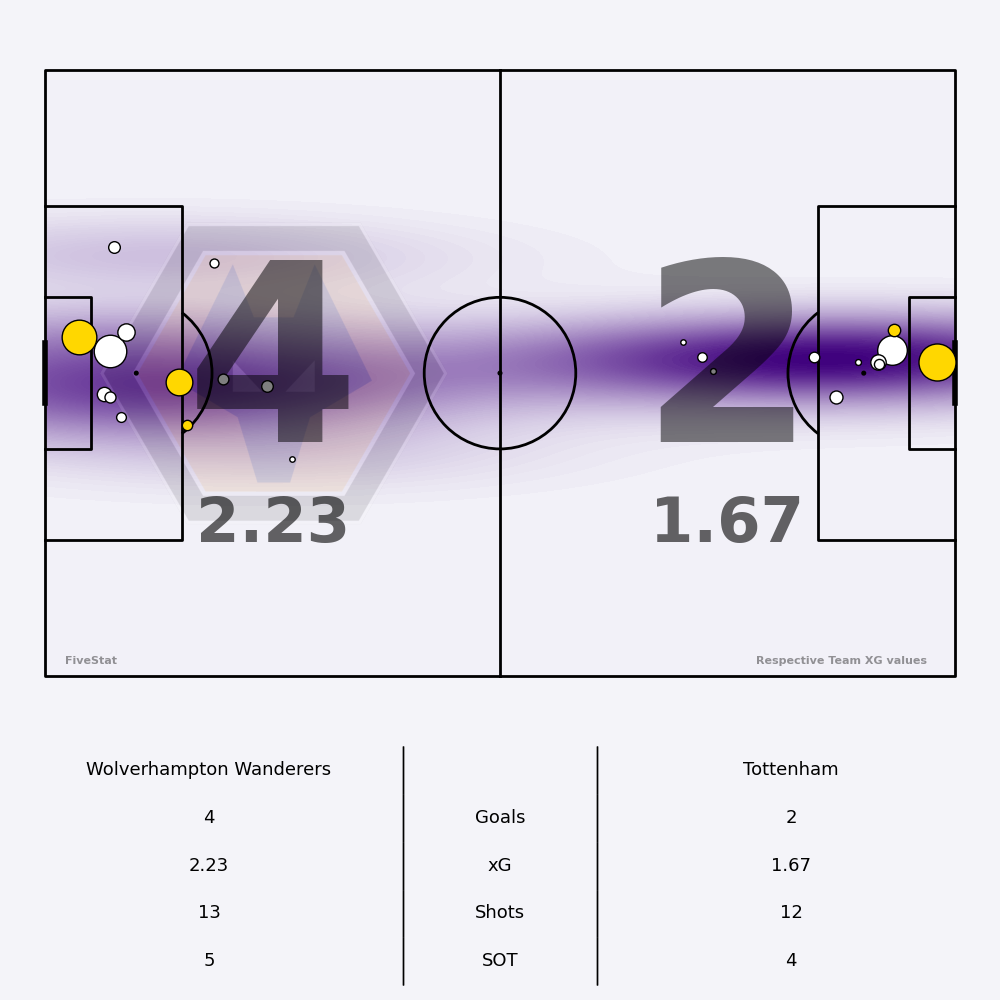 4 2
2.23 1.67
FiveStat Respective Team XG values
Wolverhampton Wanderers Tottenham
4 Goals 2
2.23 xG 1.67
13 Shots 12
5 SOT 4